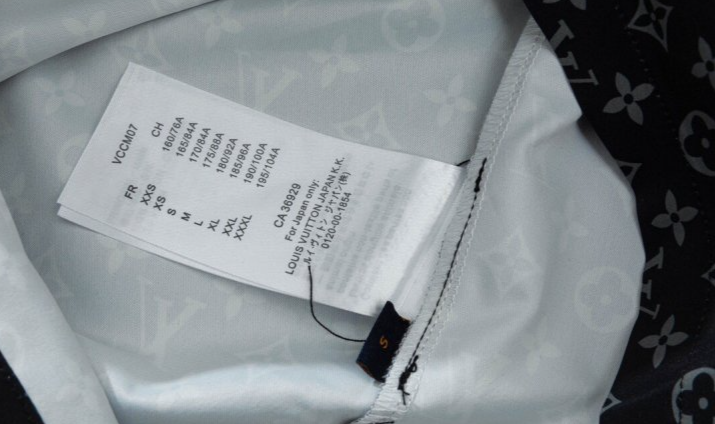 VCCM07
FR CH
XXS 160/76A
XS 165/84A
S 170/84A
M 175/88A
L 180/92A
XL 185/96A
XXL 190/100A
XXXL 195/104A
CA 36929
For Japan only:
LOUIS VUITTON JAPAN K.K.
ルイ・ヴィトン ジャパン(株)
0120-00-1854
S